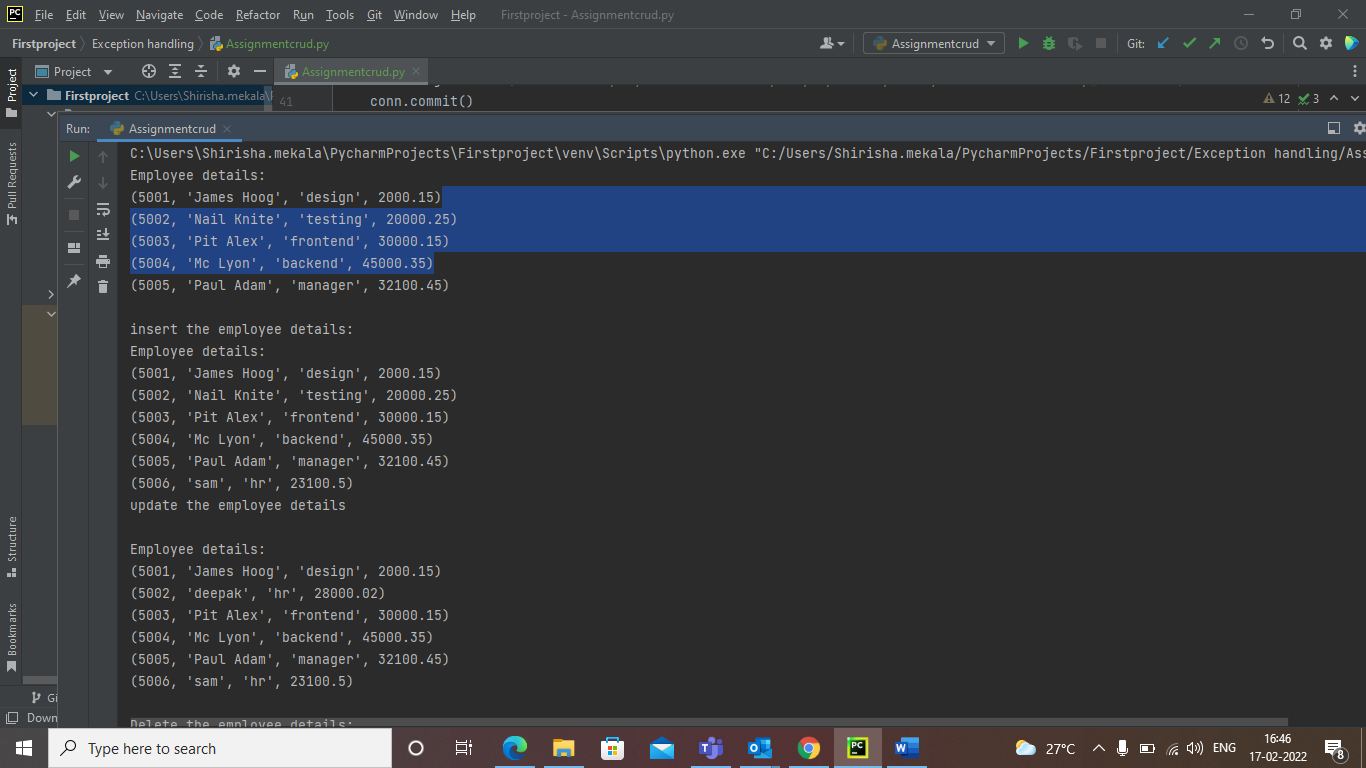 File Edit View Navigate Code Refactor Run Tools Git Window Help Firstproject - Assignmentcrud.py
Firstproject Exception handling Assignmentcrud.py Assignmentcrud Git:
Project Assignmentcrud.py
Project
Firstproject C:\Users\Shirisha.mekala\ 41 conn.commit() 12 3
Run: Assignmentcrud
Pull Requests
C:\Users\Shirisha.mekala\PycharmProjects\Firstproject\venv\Scripts\python.exe "C:/Users/Shirisha.mekala/PycharmProjects/Firstproject/Exception handling/Ass
Employee details:
(5001, 'James Hoog', 'design', 2000.15)
(5002, 'Nail Knite', 'testing', 20000.25)
(5003, 'Pit Alex', 'frontend', 30000.15)
(5004, 'Mc Lyon', 'backend', 45000.35)
(5005, 'Paul Adam', 'manager', 32100.45)
insert the employee details:
Employee details:
(5001, 'James Hoog', 'design', 2000.15)
(5002, 'Nail Knite', 'testing', 20000.25)
(5003, 'Pit Alex', 'frontend', 30000.15)
(5004, 'Mc Lyon', 'backend', 45000.35)
(5005, 'Paul Adam', 'manager', 32100.45)
(5006, 'sam', 'hr', 23100.5)
update the employee details
Employee details:
(5001, 'James Hoog', 'design', 2000.15)
(5002, 'deepak', 'hr', 28000.02)
(5003, 'Pit Alex', 'frontend', 30000.15)
(5004, 'Mc Lyon', 'backend', 45000.35)
(5005, 'Paul Adam', 'manager', 32100.45)
(5006, 'sam', 'hr', 23100.5)
Delete the employee details:
Structure
Bookmarks
Gi
Down
Type here to search
27°C ENG 16:46
17-02-2022 8